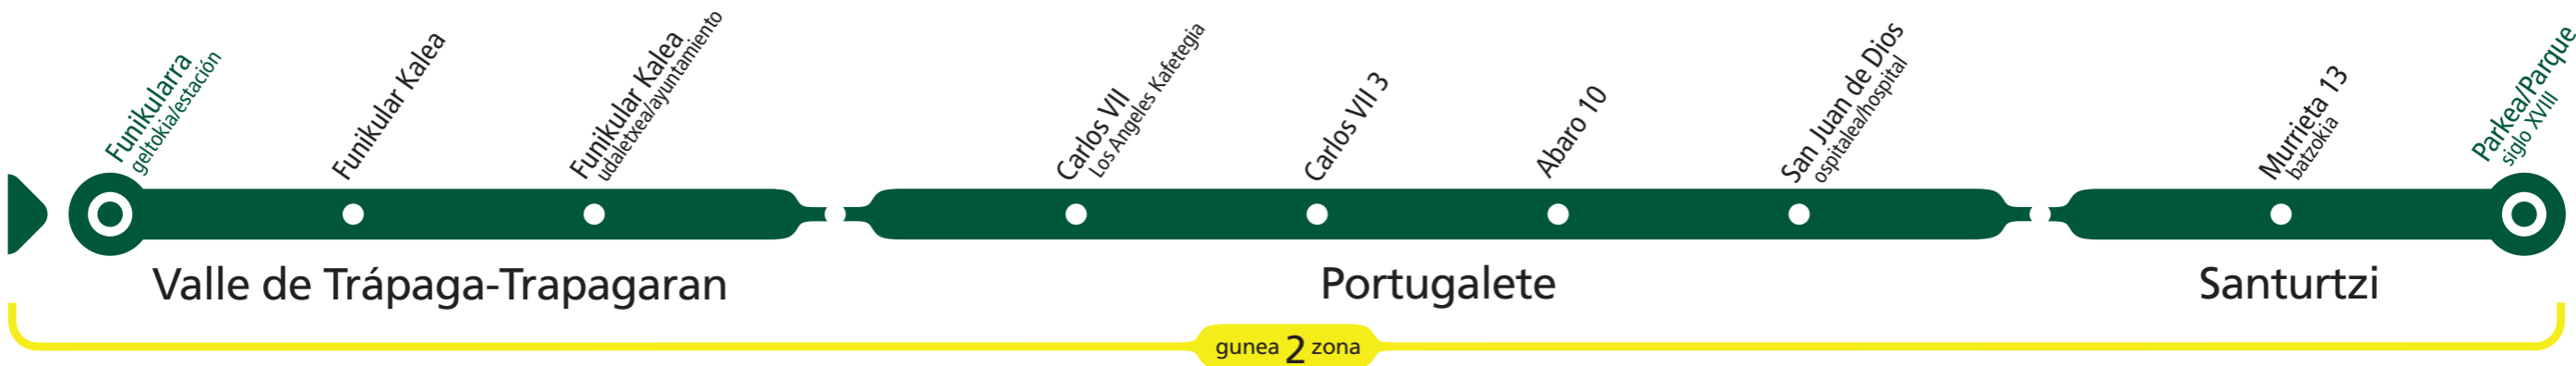 Funikularra
geltokia/estación
Funikular Kalea
Funikular Kalea
udaletxea/ayuntamiento
Carlos VII
Los Angeles Kafetegia
Carlos VII 3
Abaro 10
San Juan de Dios
ospitalea/hospital
Murrieta 13
batzokia
Parkea/Parque
siglo XVIII
Valle de Trápaga-Trapagaran
Portugalete
Santurtzi
gunea 2 zona